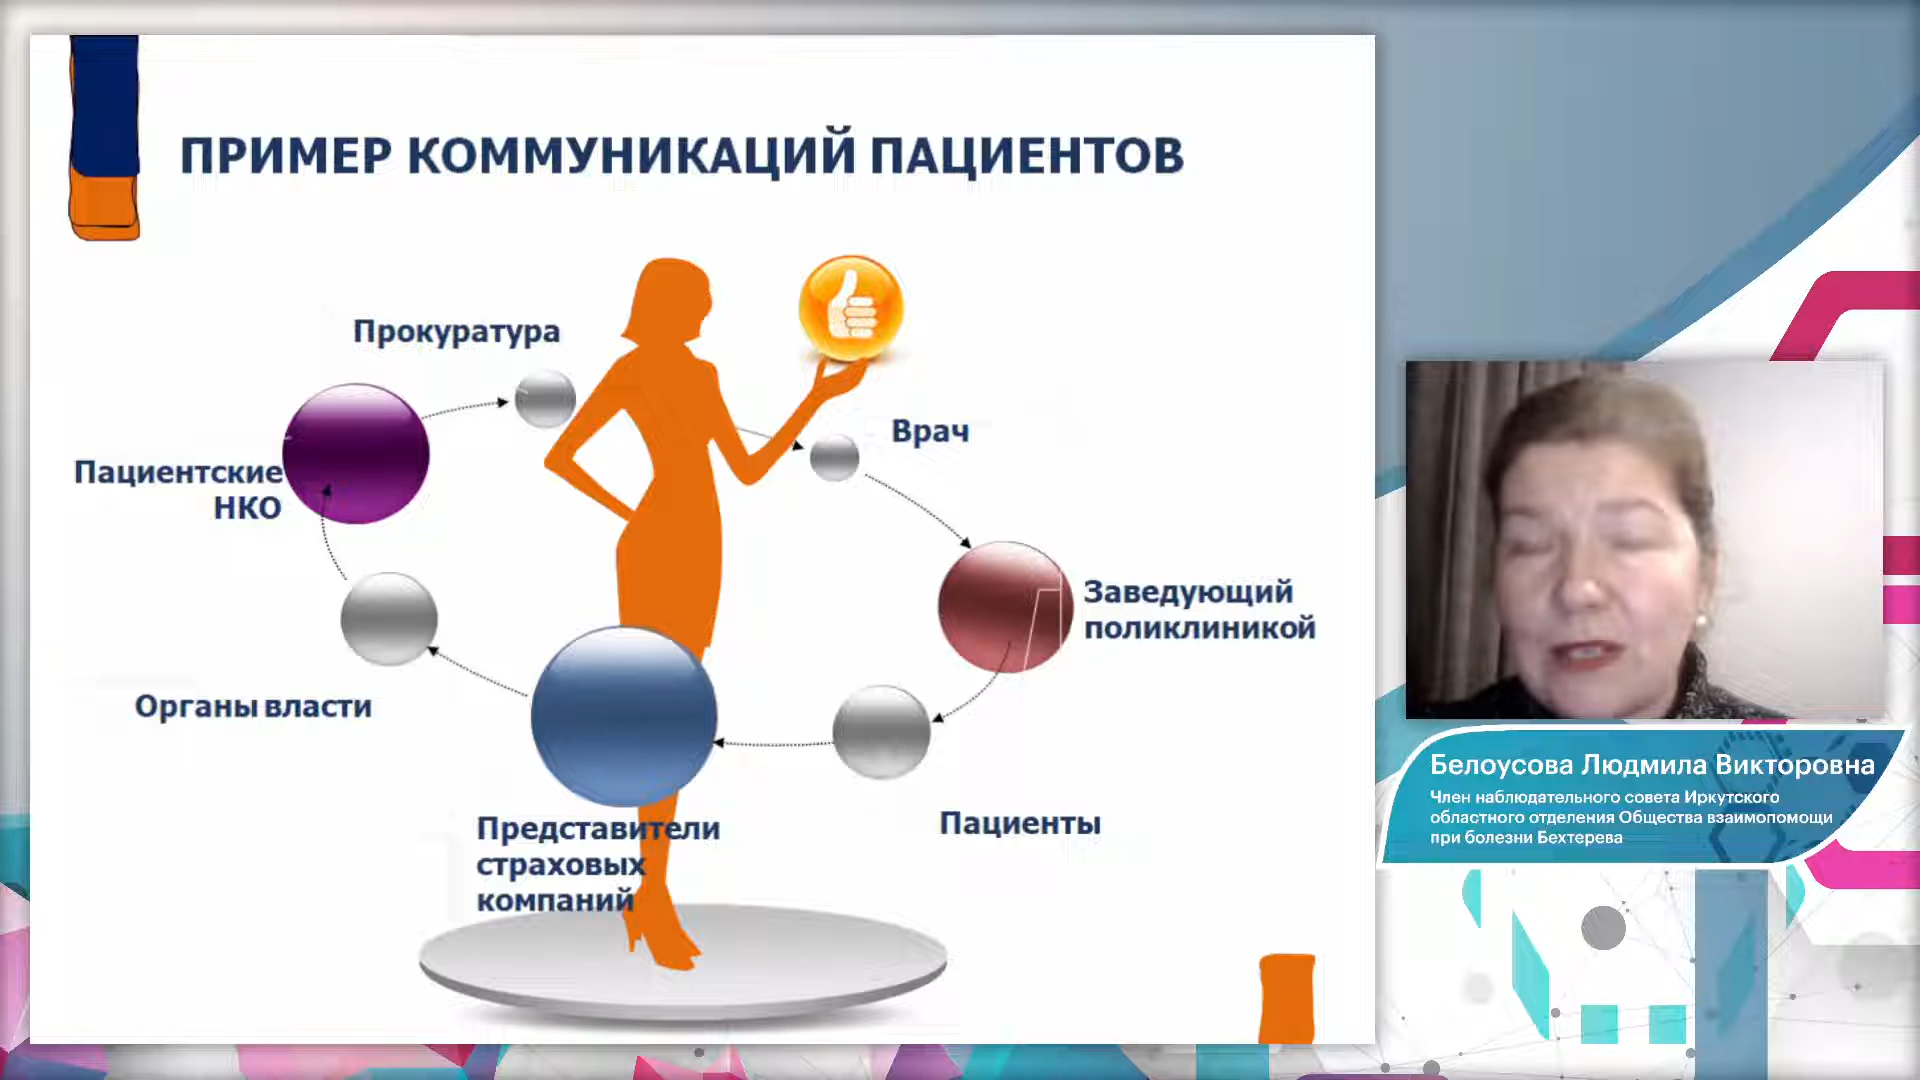 ПРИМЕР КОММУНИКАЦИЙ ПАЦИЕНТОВ
Прокуратура
Врач
Пациентские
НКО
Заведующий
поликлиникой
Органы власти
Представители
страховых
компаний
Пациенты
Белоусова Людмила Викторовна
Член наблюдательного совета Иркутского
областного отделения Общества взаимопомощи
при болезни Бехтерева